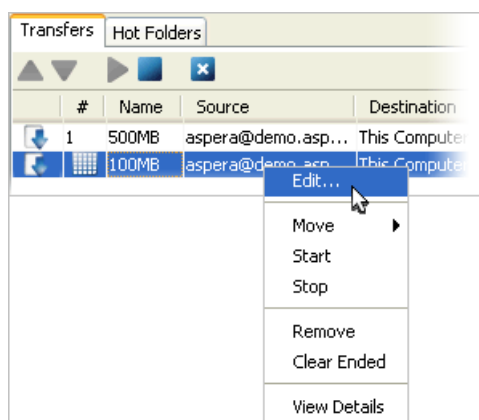 Transfers Hot Folders
# Name Source Destination
1 500MB aspera@demo.asp... This Compute
100MB aspera@demo.asp... This Compute
Edit...
Move
Start
Stop
Remove
Clear Ended
View Details